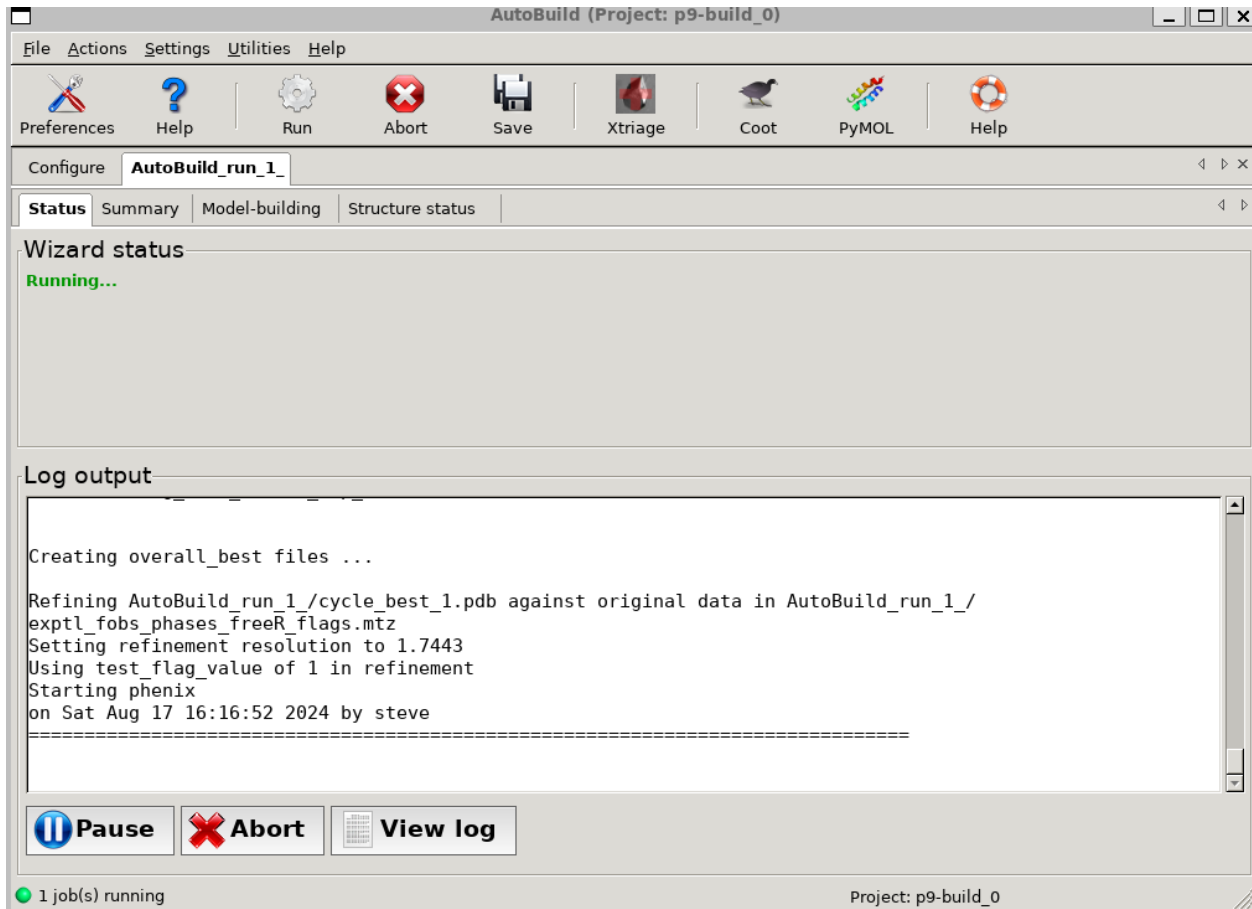 AutoBuild (Project: p9-build_0)
File Actions Settings Utilities Help
Preferences Help Run Abort Save Xtriage Coot PyMOL Help
Configure AutoBuild_run_1_
Status Summary Model-building Structure status
Wizard status
Running...
Log output
Creating overall_best files ...
Refining AutoBuild_run_1_/cycle_best_1.pdb against original data in AutoBuild_run_1_/
exptl_fobs_phases_freeR_flags.mtz
Setting refinement resolution to 1.7443
Using test_flag_value of 1 in refinement
Starting phenix
on Sat Aug 17 16:16:52 2024 by steve
===============================================================================
Pause Abort View log
1 job(s) running Project: p9-build_0